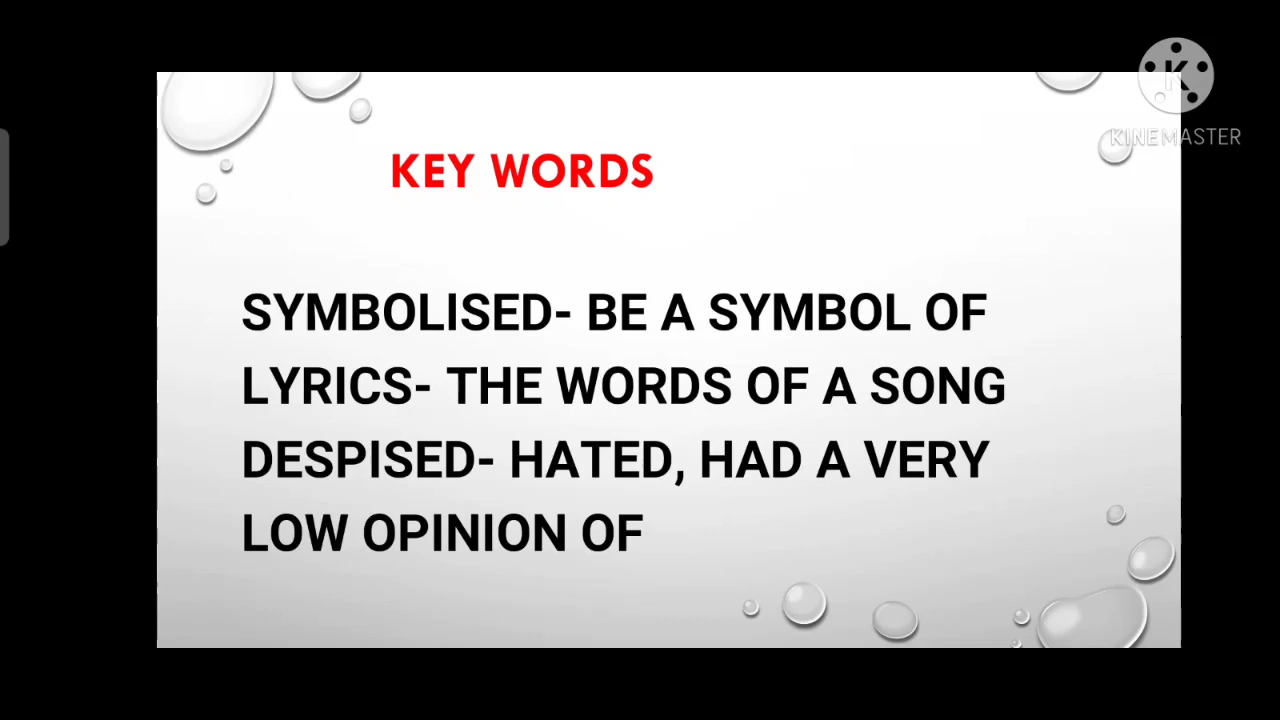 K
KINEMASTER
KEY WORDS
SYMBOLISED- BE A SYMBOL OF
LYRICS- THE WORDS OF A SONG
DESPISED- HATED, HAD A VERY
LOW OPINION OF